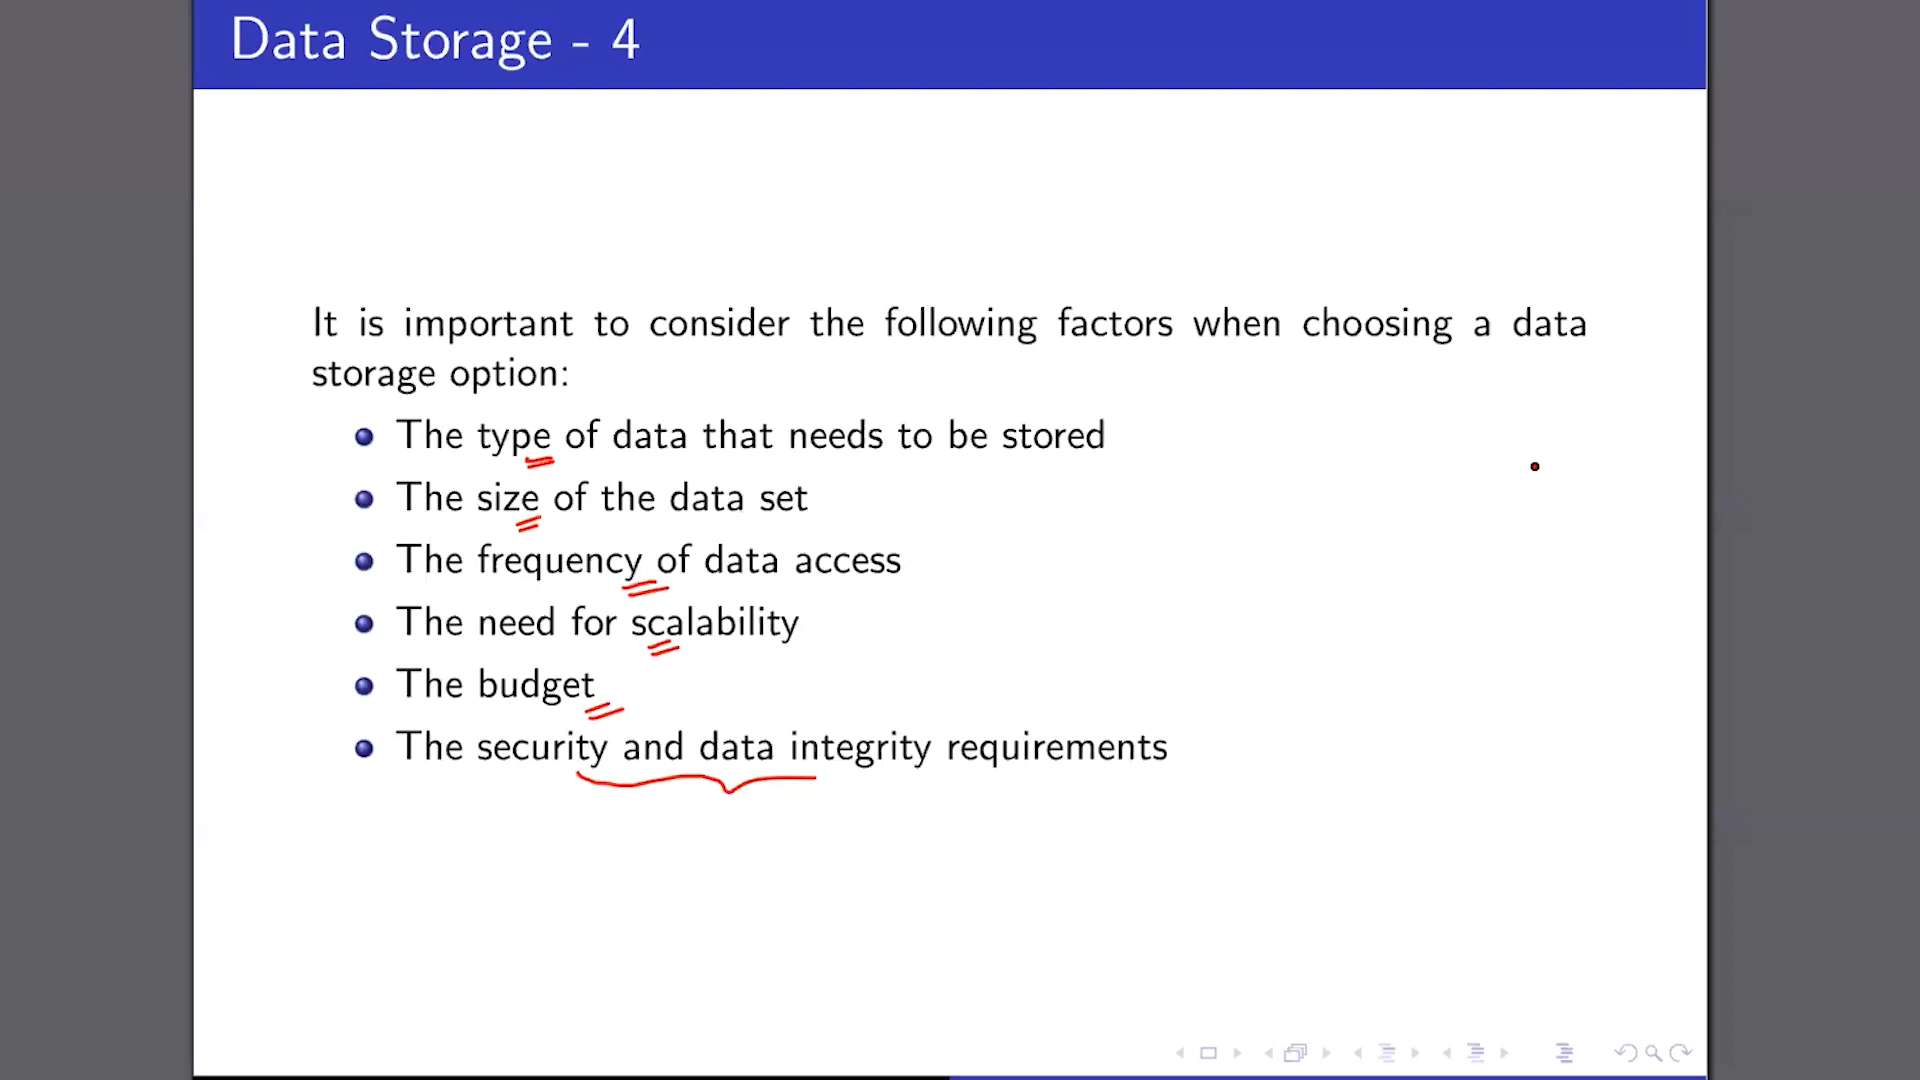 Data Storage - 4
It is important to consider the following factors when choosing a data
storage option:
The type of data that needs to be stored
The size of the data set
The frequency of data access
The need for scalability
The budget
The security and data integrity requirements